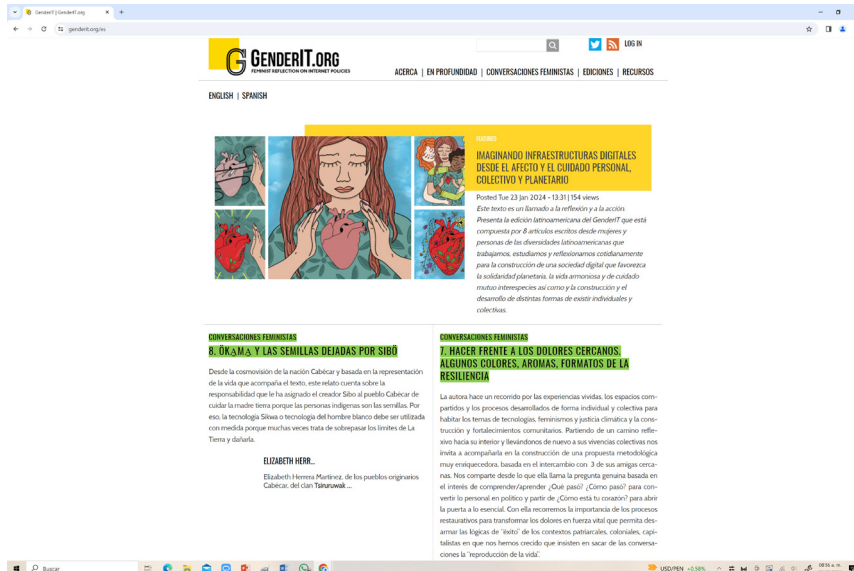 GenderIT | GenderIT.org
genderit.org/es
LOG IN
GENDERIT.ORG
FEMINIST REFLECTION ON INTERNET POLICIES
ACERCA | EN PROFUNDIDAD | CONVERSACIONES FEMINISTAS | EDICIONES | RECURSOS
ENGLISH | SPANISH
FEATURED
IMAGINANDO INFRAESTRUCTURAS DIGITALES
DESDE EL AFECTO Y EL CUIDADO PERSONAL,
COLECTIVO Y PLANETARIO
Posted Tue 23 Jan 2024 - 13:31 | 154 views
Este texto es un llamado a la reflexión y a la acción.
Presenta la edición latinoamericana del GenderIT que está
compuesta por 8 artículos escritos desde mujeres y
personas de las diversidades latinoamericanas que
trabajamos, estudiamos y reflexionamos cotidianamente
para la construcción de una sociedad digital que favorezca
la solidaridad planetaria, la vida armoniosa y de cuidado
mutuo interespecies así como la construcción y el
desarrollo de distintas formas de existir individuales y
colectivas.
CONVERSACIONES FEMINISTAS
8. ÖKA̱MA̱ Y LAS SEMILLAS DEJADAS POR SIBÖ
Desde la cosmovisión de la nación Cabécar y basada en la representación
de la vida que acompaña el texto, este relato cuenta sobre la
responsabilidad que le ha asignado el creador Sibo al pueblo Cabécar de
cuidar la madre tierra porque las personas indígenas son las semillas. Por
eso, la tecnología Síkwa o tecnología del hombre blanco debe ser utilizada
con medida porque muchas veces trata de sobrepasar los límites de La
Tierra y dañarla.
ELIZABETH HERR...
Elizabeth Herrera Martinez, de los pueblos originarios
Cabécar, del clan Tsiruruwak ...
CONVERSACIONES FEMINISTAS
7. HACER FRENTE A LOS DOLORES CERCANOS,
ALGUNOS COLORES, AROMAS, FORMATOS DE LA
RESILIENCIA
La autora hace un recorrido por las experiencias vividas, los espacios com-
partidos y los procesos desarrollados de forma individual y colectiva para
habitar los temas de tecnologías, feminismos y justicia climática y la cons-
trucción y fortalecimientos comunitarios. Partiendo de un camino refle-
xivo hacia su interior y llevándonos de nuevo a sus vivencias colectivas nos
invita a acompañarla en la construcción de una propuesta metodológica
muy enriquecedora, basada en el intercambio con 3 de sus amigas cerca-
nas. Nos comparte desde lo que ella llama la pregunta genuina basada en
el interés de comprender/aprender ¿Qué pasó? ¿Cómo pasó? para con-
vertir lo personal en político y partir de ¿Cómo está tu corazón? para abrir
la puerta a lo esencial. Con ella recorremos la importancia de los procesos
restaurativos para transformar los dolores en fuerza vital que permita des-
armar las lógicas de "éxito" de los contextos patriarcales, coloniales, capi-
talistas en que nos hemos crecido que insisten en sacar de las conversa-
ciones la "reproducción de la vida".
Buscar
USD/PEN +0.58%
08:56 a. m.